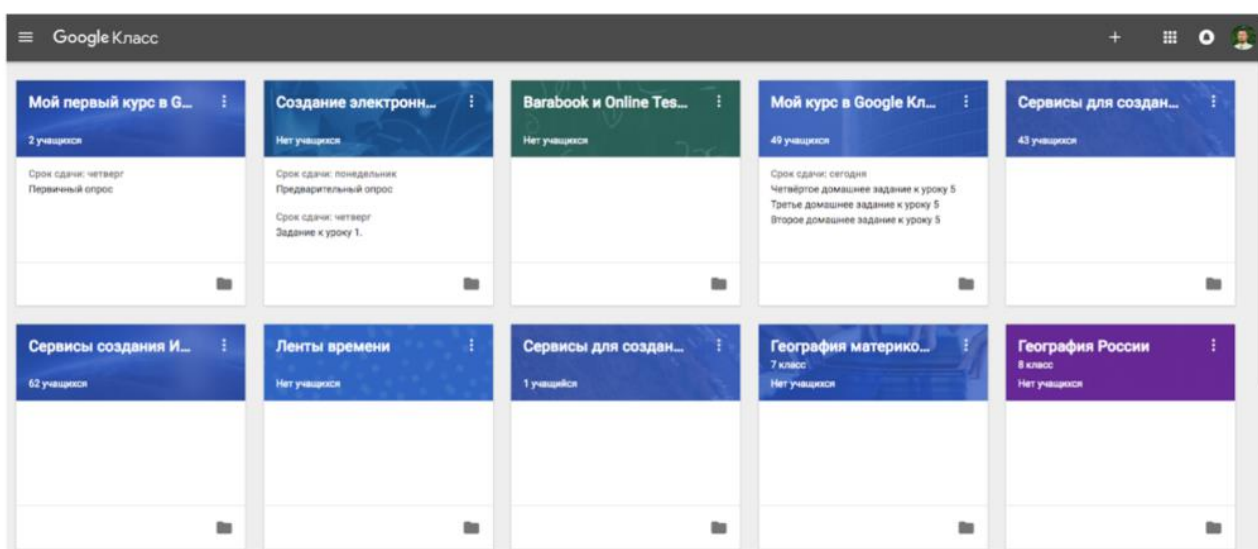 Google Класс
Мой первый курс в G...
2 учащихся
Срок сдачи: четверг
Первичный опрос
Создание электронн...
Нет учащихся
Срок сдачи: понедельник
Предварительный опрос
Срок сдачи: четверг
Задание к уроку 1.
Barabook и Online Tes...
Нет учащихся
Мой курс в Google Кл...
49 учащихся
Срок сдачи: сегодня
Четвёртое домашнее задание к уроку 5
Третье домашнее задание к уроку 5
Второе домашнее задание к уроку 5
Сервисы для создан...
43 учащихся
Сервисы создания И...
62 учащихся
Ленты времени
Нет учащихся
Сервисы для создан...
1 учащийся
География материко...
7 класс
Нет учащихся
География России
8 класс
Нет учащихся